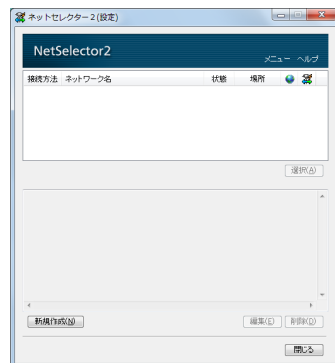 ネットセレクター2(設定)
NetSelector2
メニュー ヘルプ
接続方法 ネットワーク名 状態 場所
選択(A)
新規作成(N) 編集(E) 削除(D)
閉じる